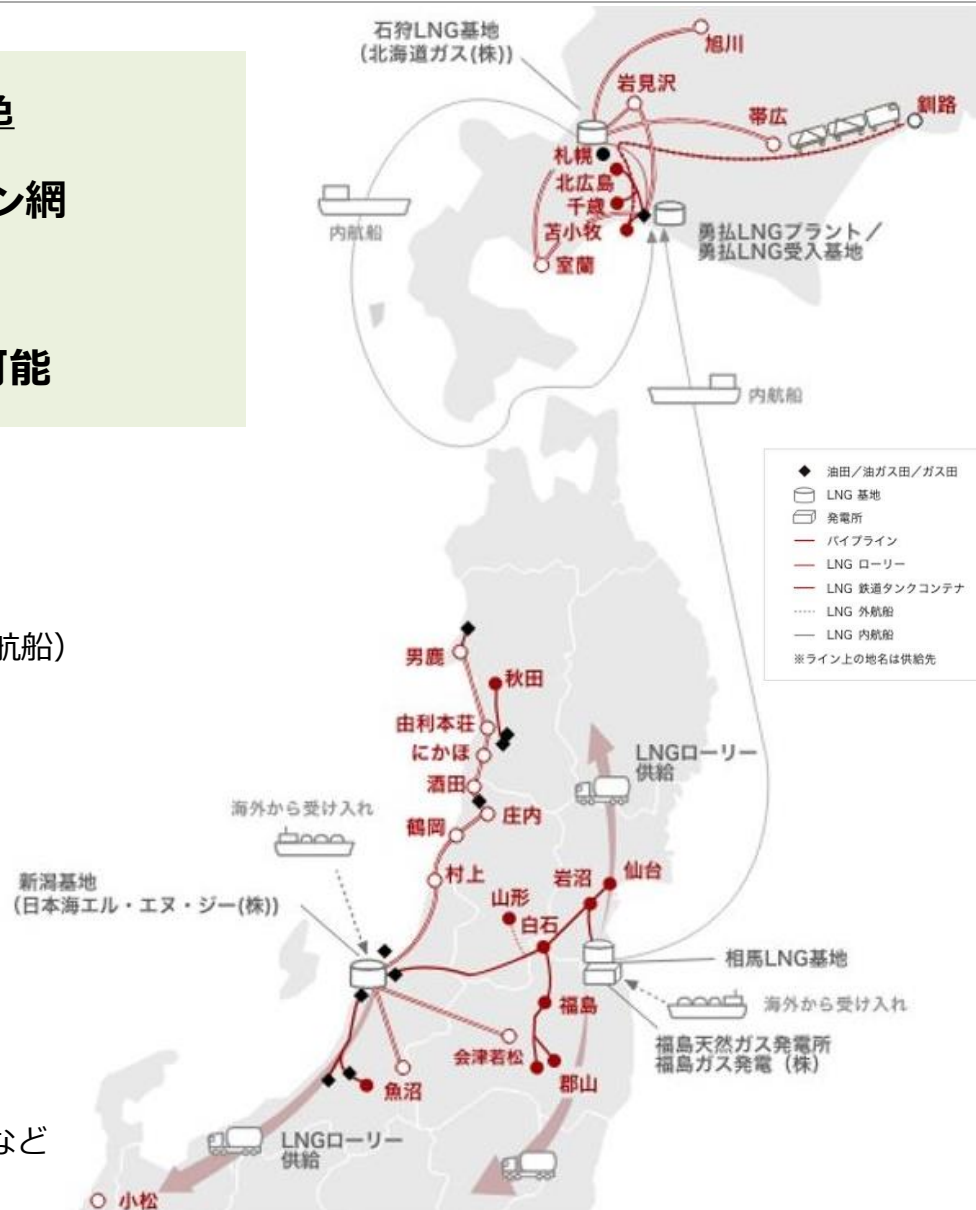 色
ン網
可能
航船）
など
石狩LNG基地
（北海道ガス(株)）
旭川
岩見沢
帯広
釧路
札幌
北広島
千歳
苫小牧
室蘭
内航船
勇払LNGプラント／
勇払LNG受入基地
内航船
油田／油ガス田／ガス田
LNG 基地
発電所
パイプライン
LNG ローリー
LNG 鉄道タンクコンテナ
LNG 外航船
LNG 内航船
※ライン上の地名は供給先
男鹿
秋田
由利本荘
にかほ
酒田
庄内
鶴岡
村上
LNGローリー
供給
海外から受け入れ
新潟基地
（日本海エル・エヌ・ジー(株)）
山形
岩沼
仙台
白石
相馬LNG基地
海外から受け入れ
福島
福島天然ガス発電所
福島ガス発電（株）
会津若松
郡山
魚沼
LNGローリー
供給
小松